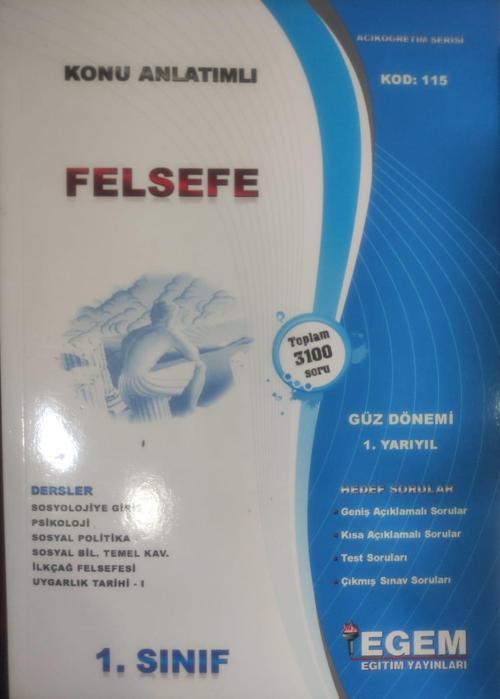 AÇIKÖĞRETİM SERİSİ
KONU ANLATIMLI
KOD: 115
FELSEFE
Toplam
3100
soru
GÜZ DÖNEMİ
1. YARIYIL
DERSLER
SOSYOLOJİYE GİRİŞ
PSİKOLOJİ
SOSYAL POLİTİKA
SOSYAL BİL. TEMEL KAV.
İLKÇAĞ FELSEFESİ
UYGARLIK TARİHİ - I
HEDEF SORULAR
Geniş Açıklamalı Sorular
Kısa Açıklamalı Sorular
Test Soruları
Çıkmış Sınav Soruları
1. SINIF
EGEM
EĞİTİM YAYINLARI